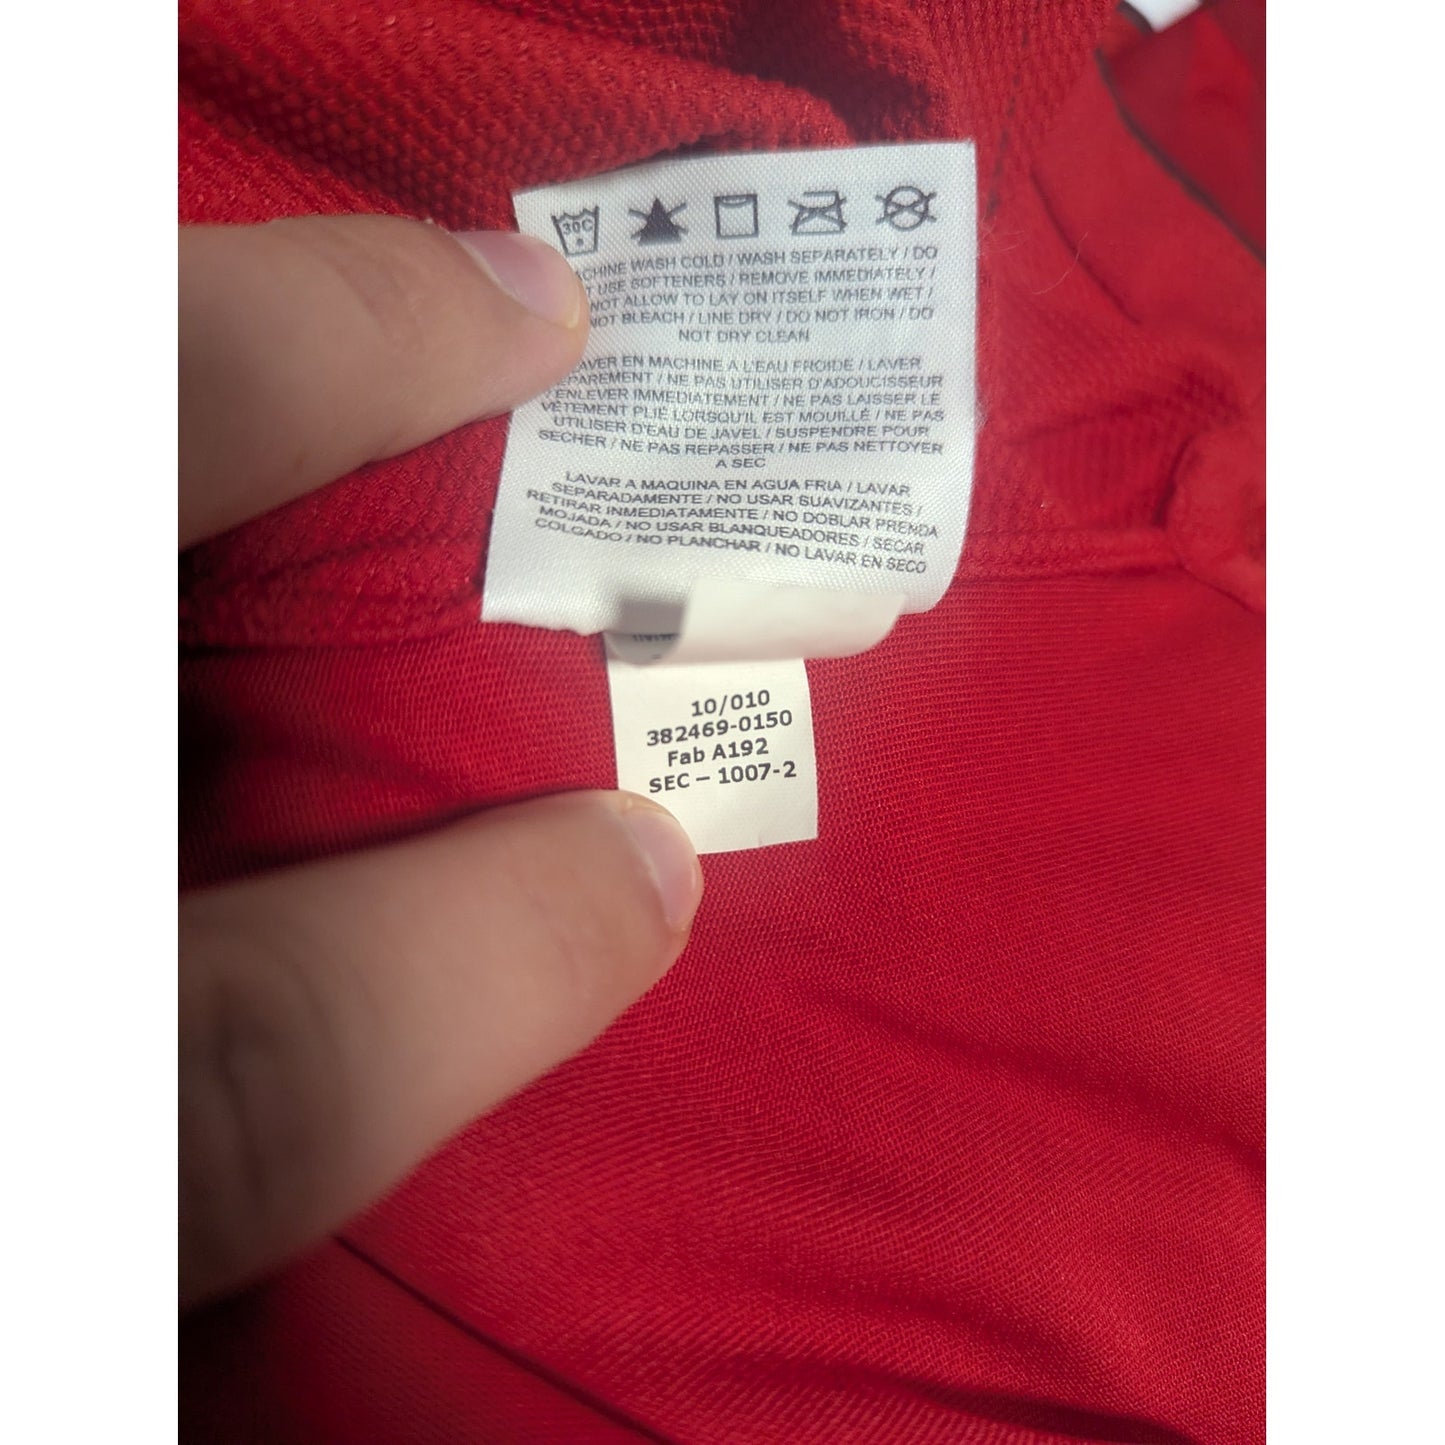 30C
MACHINE WASH COLD / WASH SEPARATELY / DO
USE SOFTENERS / REMOVE IMMEDIATELY /
NOT ALLOW TO LAY ON ITSELF WHEN WET /
NOT BLEACH / LINE DRY / DO NOT IRON / DO
NOT DRY CLEAN
LAVER EN MACHINE A L'EAU FROIDE / LAVER
SEPAREMENT / NE PAS UTILISER D'ADOUCISSEUR
/ ENLEVER IMMEDIATEMENT / NE PAS LAISSER LE
VÊTEMENT PLIÉ LORSQU'IL EST MOUILLÉ / NE PAS
UTILISER D'EAU DE JAVEL / SUSPENDRE POUR
SECHER / NE PAS REPASSER / NE PAS NETTOYER
A SEC
LAVAR A MAQUINA EN AGUA FRIA / LAVAR
SEPARADAMENTE / NO USAR SUAVIZANTES /
RETIRAR INMEDIATAMENTE / NO DOBLAR PRENDA
MOJADA / NO USAR BLANQUEADORES / SECAR
COLGADO / NO PLANCHAR / NO LAVAR EN SECO
10/010
382469-0150
Fab A192
SEC – 1007-2